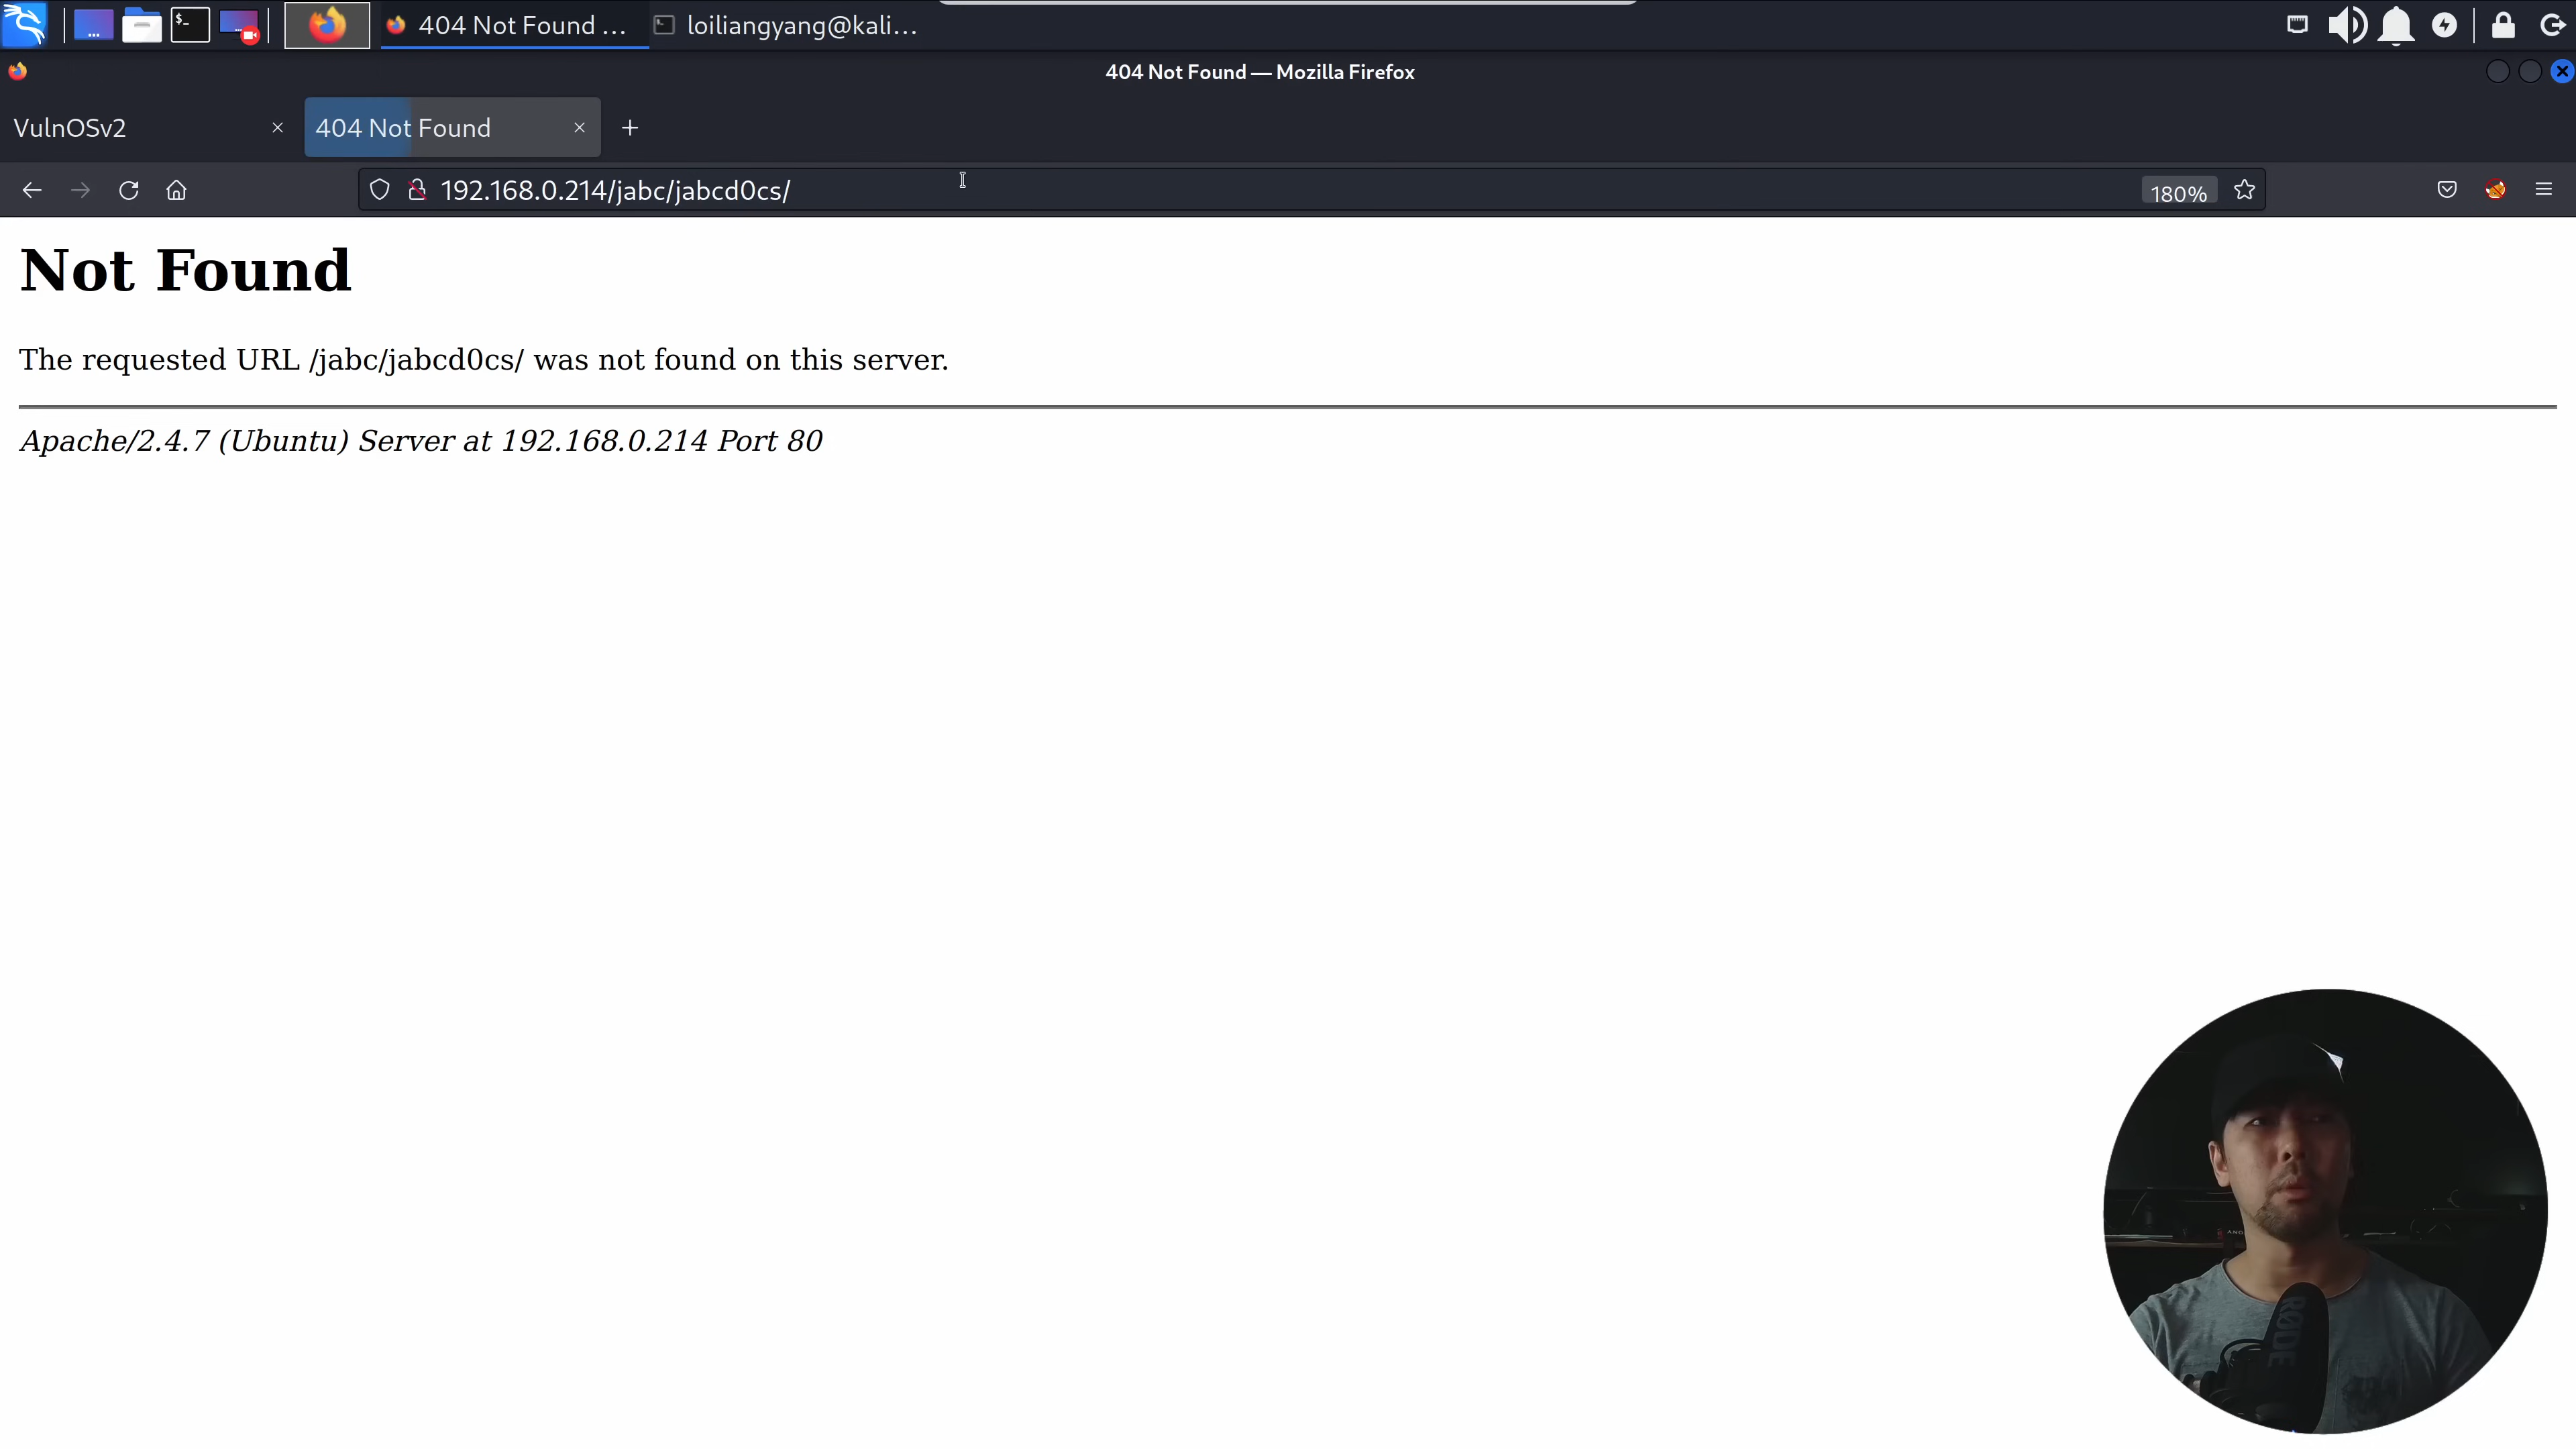 404 Not Found ...
loiliangyang@kali...
404 Not Found — Mozilla Firefox
VulnOSv2
404 Not Found
192.168.0.214/jabc/jabcd0cs/
180%
Not Found
The requested URL /jabc/jabcd0cs/ was not found on this server.
Apache/2.4.7 (Ubuntu) Server at 192.168.0.214 Port 80
RØDE